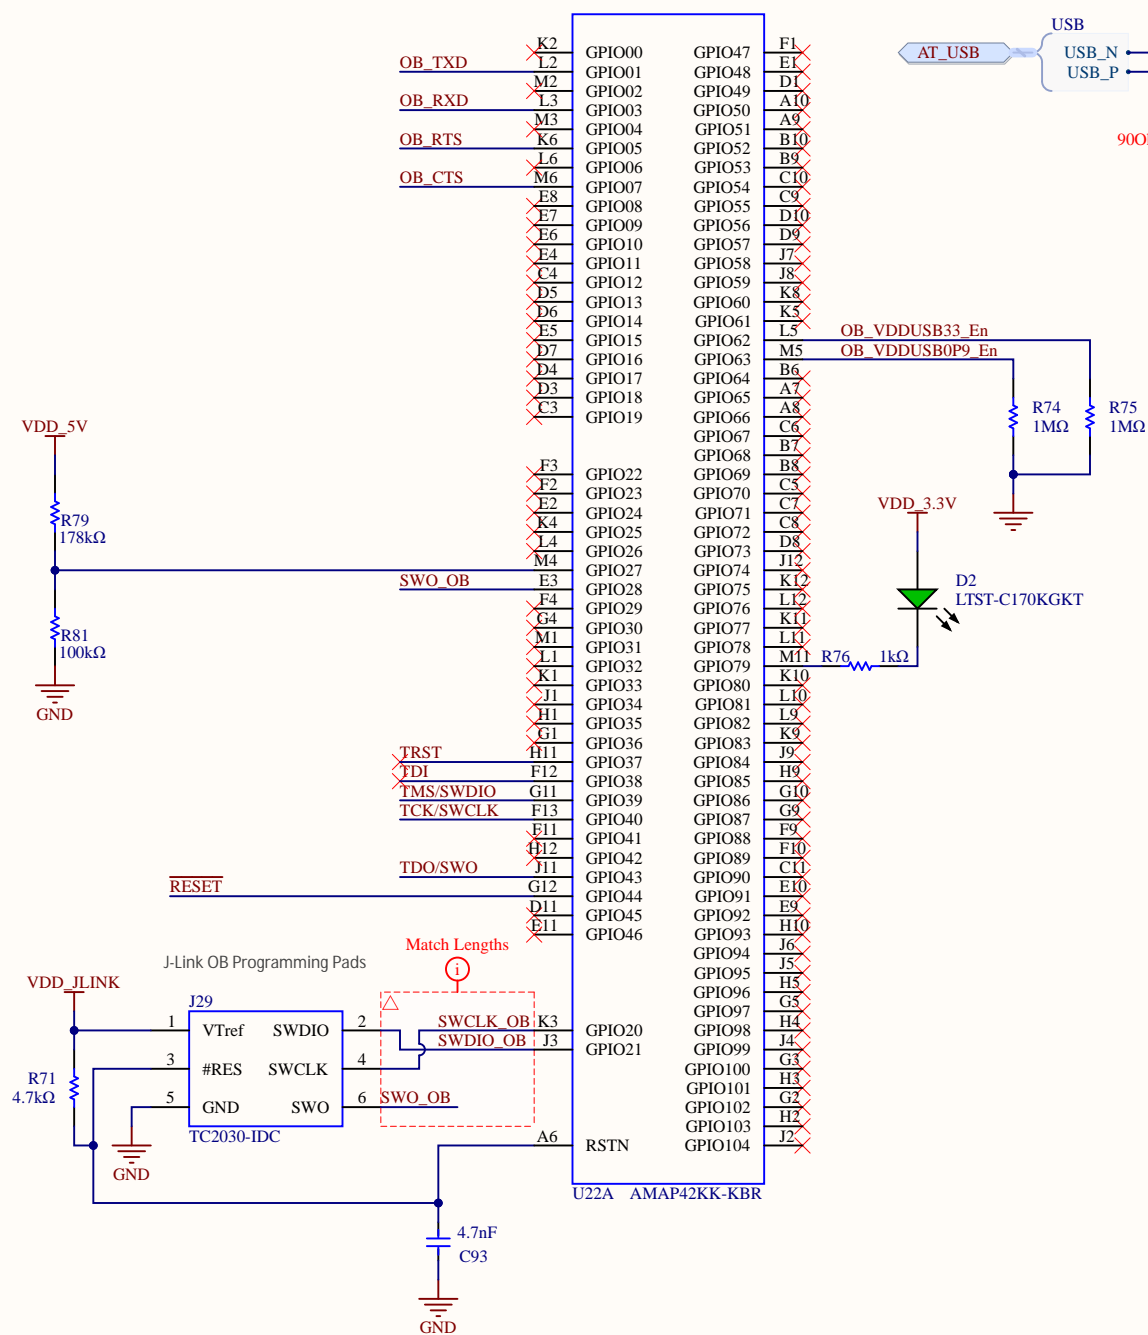 USB
AT_USB
USB_N
USB_P
K2 GPIO00 GPIO47 F1
OB_TXD L2 GPIO01 GPIO48 E1
M2 GPIO02 GPIO49 D1
OB_RXD L3 GPIO03 GPIO50 A10
M3 GPIO04 GPIO51 A9
OB_RTS K6 GPIO05 GPIO52 B10
L6 GPIO06 GPIO53 B9
OB_CTS M6 GPIO07 GPIO54 C10
E8 GPIO08 GPIO55 C9
E7 GPIO09 GPIO56 D10
E6 GPIO10 GPIO57 D9
E4 GPIO11 GPIO58 J7
C4 GPIO12 GPIO59 J8
D5 GPIO13 GPIO60 K8
D6 GPIO14 GPIO61 K5
E5 GPIO15 GPIO62 L5 OB_VDDUSB33_En
D7 GPIO16 GPIO63 M5 OB_VDDUSB0P9_En
D4 GPIO17 GPIO64 B6
D3 GPIO18 GPIO65 A7
C3 GPIO19 GPIO66 A8
GPIO67 C6
GPIO68 B7
F3 GPIO22 GPIO69 B8
F2 GPIO23 GPIO70 C5
E2 GPIO24 GPIO71 C7
K4 GPIO25 GPIO72 C8
L4 GPIO26 GPIO73 D8
M4 GPIO27 GPIO74 J12
SWO_OB E3 GPIO28 GPIO75 K12
F4 GPIO29 GPIO76 L12
G4 GPIO30 GPIO77 K11
M1 GPIO31 GPIO78 L11
L1 GPIO32 GPIO79 M11
K1 GPIO33 GPIO80 K10
J1 GPIO34 GPIO81 L10
H1 GPIO35 GPIO82 L9
G1 GPIO36 GPIO83 K9
TRST H11 GPIO37 GPIO84 J9
TDI F12 GPIO38 GPIO85 H9
TMS/SWDIO G11 GPIO39 GPIO86 G10
TCK/SWCLK F13 GPIO40 GPIO87 G9
F11 GPIO41 GPIO88 F9
H12 GPIO42 GPIO89 F10
TDO/SWO J11 GPIO43 GPIO90 C11
RESET G12 GPIO44 GPIO91 E10
D11 GPIO45 GPIO92 E9
E11 GPIO46 GPIO93 H10
GPIO94 J6
GPIO95 J5
GPIO96 H5
GPIO97 G5
SWCLK_OB K3 GPIO20 GPIO98 H4
SWDIO_OB J3 GPIO21 GPIO99 J4
GPIO100 G3
GPIO101 H3
GPIO102 G2
GPIO103 H2
A6 RSTN GPIO104 J2
U22A AMAP42KK-KBR
R74
1MΩ
R75
1MΩ
VDD_3.3V
D2
LTST-C170KGKT
R76 1kΩ
VDD_5V
R79
178kΩ
R81
100kΩ
GND
Match Lengths
i
J-Link OB Programming Pads
VDD_JLINK
J29
1 VTref SWDIO 2
3 #RES SWCLK 4
5 GND SWO 6
SWO_OB
TC2030-IDC
R71
4.7kΩ
GND
4.7nF
C93
GND